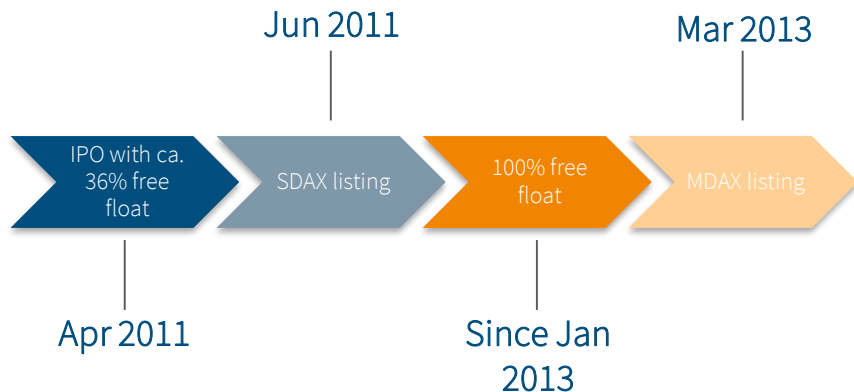 Jun 2011
Mar 2013
IPO with ca.
36% free
float
SDAX listing
100% free
float
MDAX listing
Apr 2011
Since Jan
2013